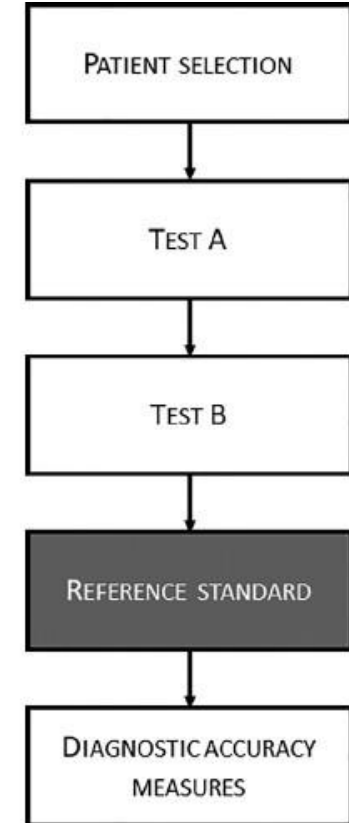 PATIENT SELECTION
TEST A
TEST B
REFERENCE STANDARD
DIAGNOSTIC ACCURACY
MEASURES